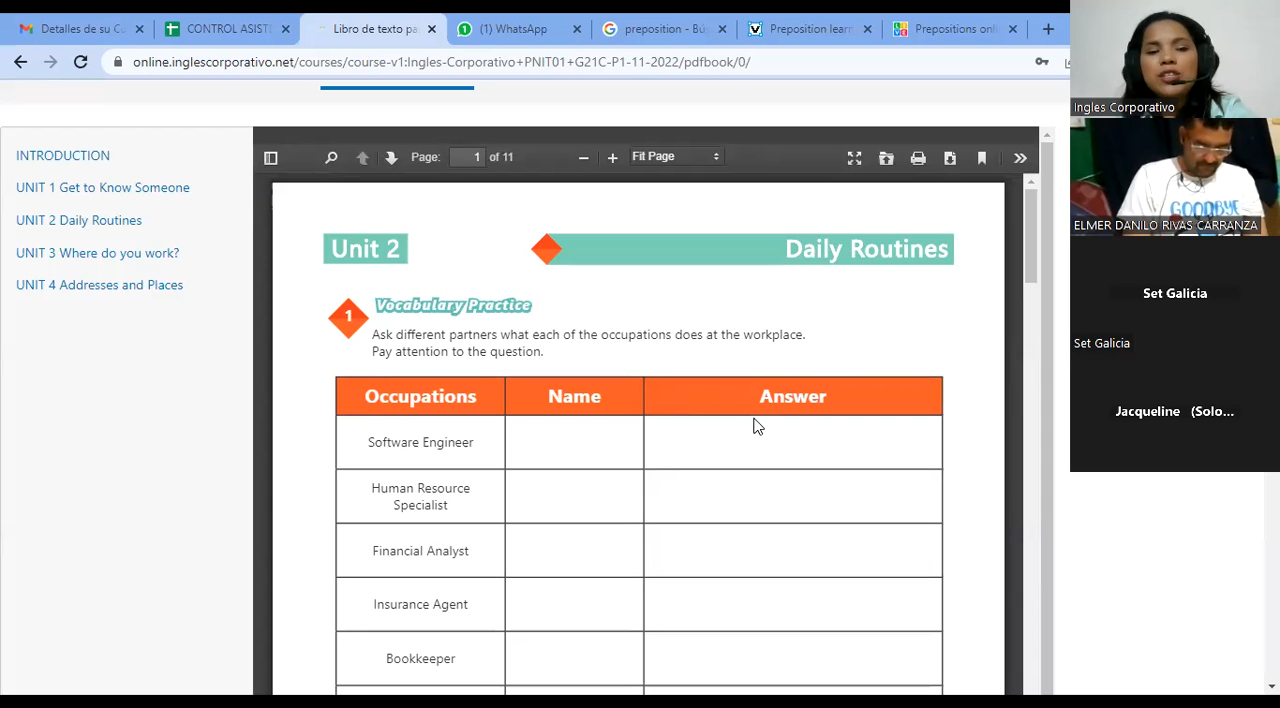 Detalles de su Cu
CONTROL ASISTE
Libro de texto pa
(1) WhatsApp
preposition - Bús
Preposition learn
Prepositions onli
online.inglescorporativo.net/courses/course-v1:Ingles-Corporativo+PNIT01+G21C-P1-11-2022/pdfbook/0/
INTRODUCTION
UNIT 1 Get to Know Someone
UNIT 2 Daily Routines
UNIT 3 Where do you work?
UNIT 4 Addresses and Places
Page: 1 of 11
Fit Page
Unit 2
Daily Routines
1
Vocabulary Practice
Ask different partners what each of the occupations does at the workplace.
Pay attention to the question.
Occupations Name Answer
Software Engineer
Human Resource
Specialist
Financial Analyst
Insurance Agent
Bookkeeper
Ingles Corporativo
GOODBYE
ELMER DANILO RIVAS CARRANZA
Set Galicia
Set Galicia
Jacqueline (Solo...